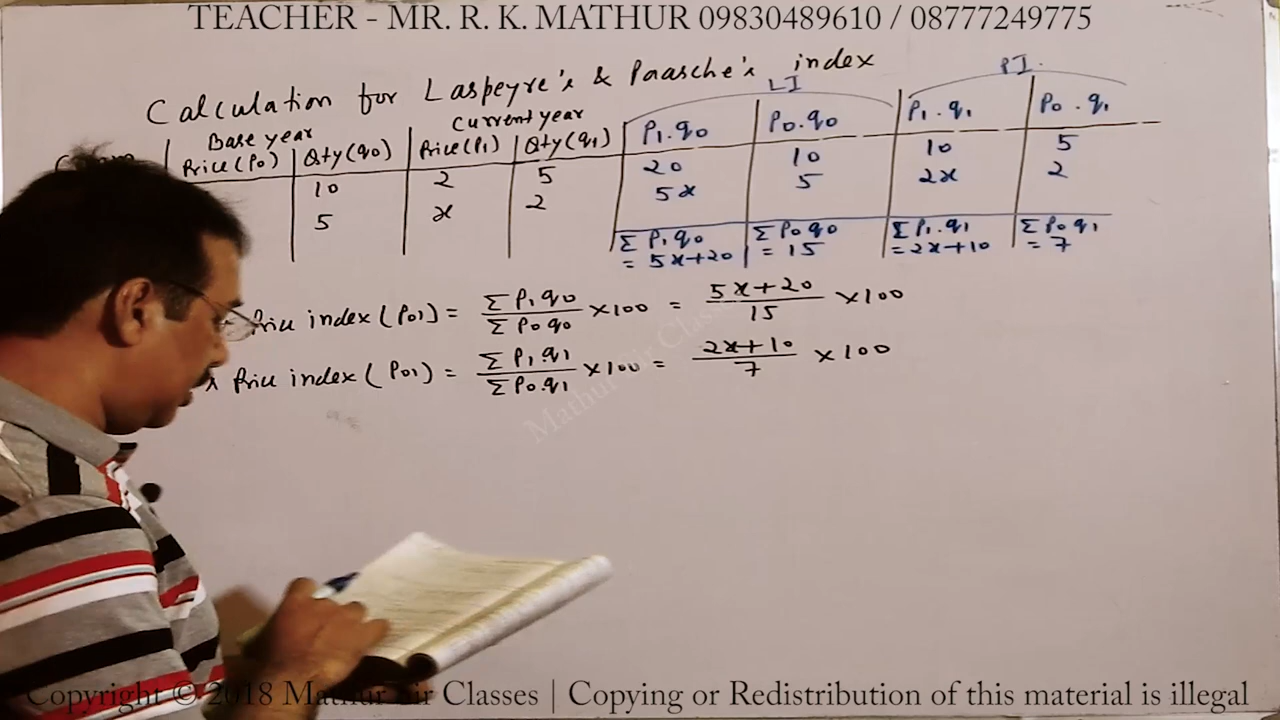 TEACHER - MR. R. K. MATHUR 09830489610 / 08777249775
Calculation for Laspeyre's & Paasche's index
LI PI.
Base year Current year
Price(P0) Qty(q0) Price(P1) Qty(q1) P1.q0 P0.q0 P1.q1 P0.q1
10 2 5 20 10 10 5
5 x 2 5x 5 2x 2
Σ P1q0 Σ P0q0 Σ P1.q1 Σ P0q1
= 5x+20 = 15 = 2x+10 = 7
Price index (P01) = Σ P1q0 / Σ P0q0 ×100 = 5x+20 / 15 ×100
Price index (P01) = Σ P1.q1 / Σ P0.q1 ×100 = 2x+10 / 7 ×100
Copyright © 2018 Mathur Sir Classes | Copying or Redistribution of this material is illegal